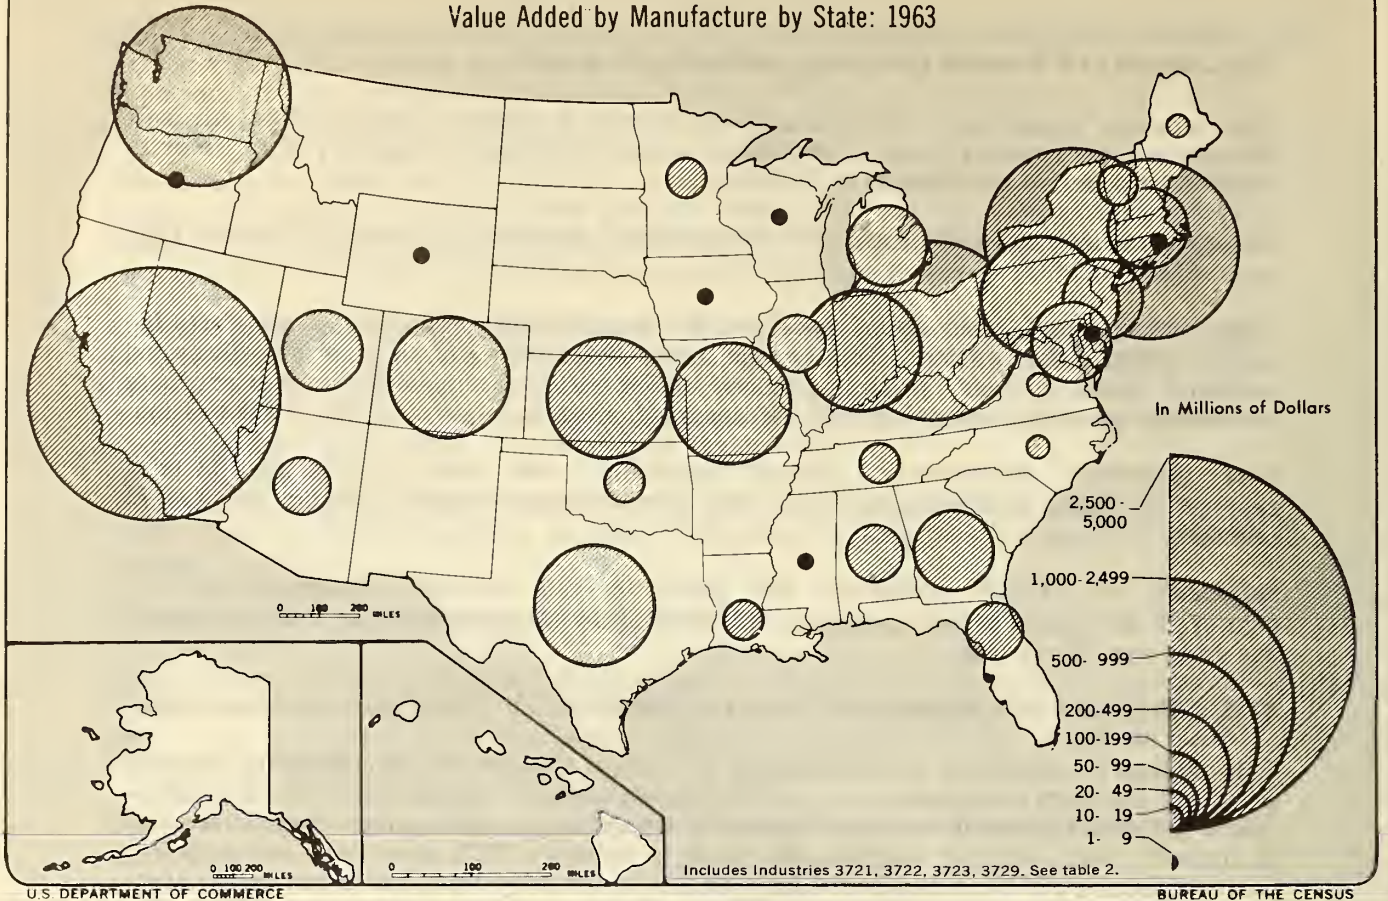 Value Added by Manufacture by State: 1963
In Millions of Dollars
2,500 -
5,000
1,000- 2,499
500- 999
200-499
100-199
50- 99
20- 49
10- 19
1- 9
0 100 200 MILES
0 100 200 MILES
0 100 200 MILES
Includes Industries 3721, 3722, 3723, 3729. See table 2.
U.S. DEPARTMENT OF COMMERCE
BUREAU OF THE CENSUS